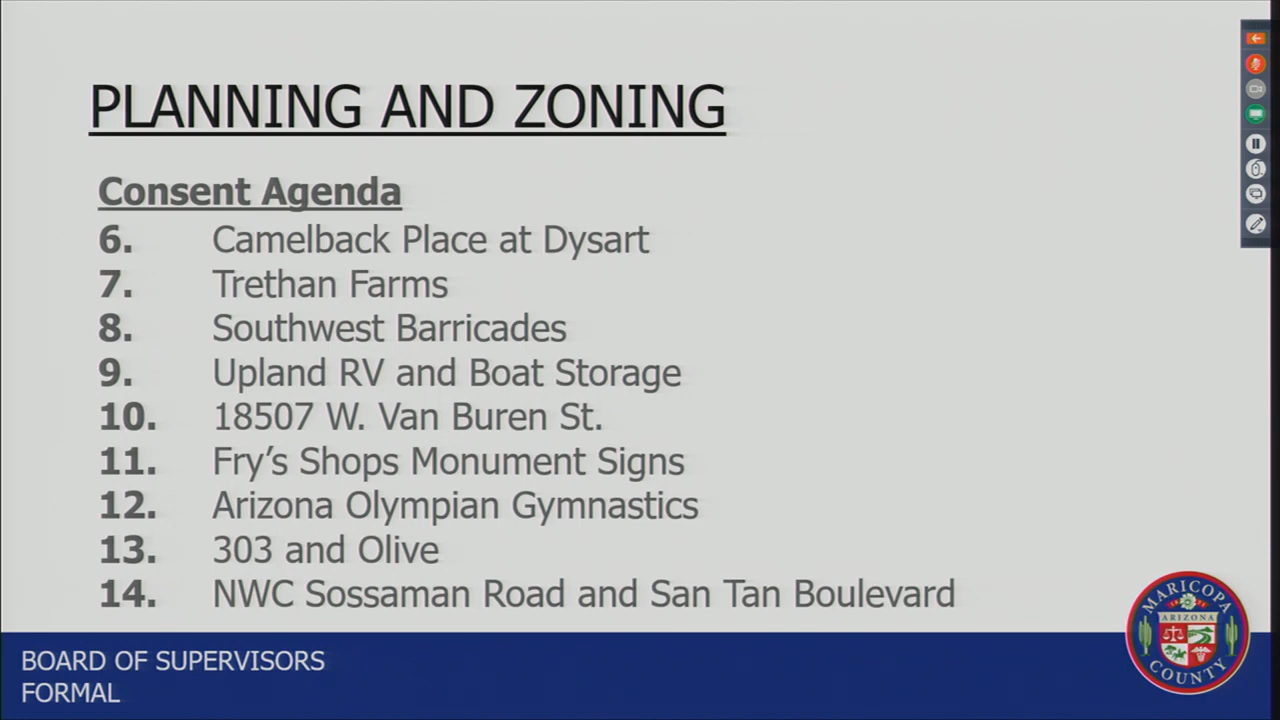 PLANNING AND ZONING
Consent Agenda
6. Camelback Place at Dysart
7. Trethan Farms
8. Southwest Barricades
9. Upland RV and Boat Storage
10. 18507 W. Van Buren St.
11. Fry’s Shops Monument Signs
12. Arizona Olympian Gymnastics
13. 303 and Olive
14. NWC Sossaman Road and San Tan Boulevard
BOARD OF SUPERVISORS
FORMAL
MARICOPA
ARIZONA
COUNTY